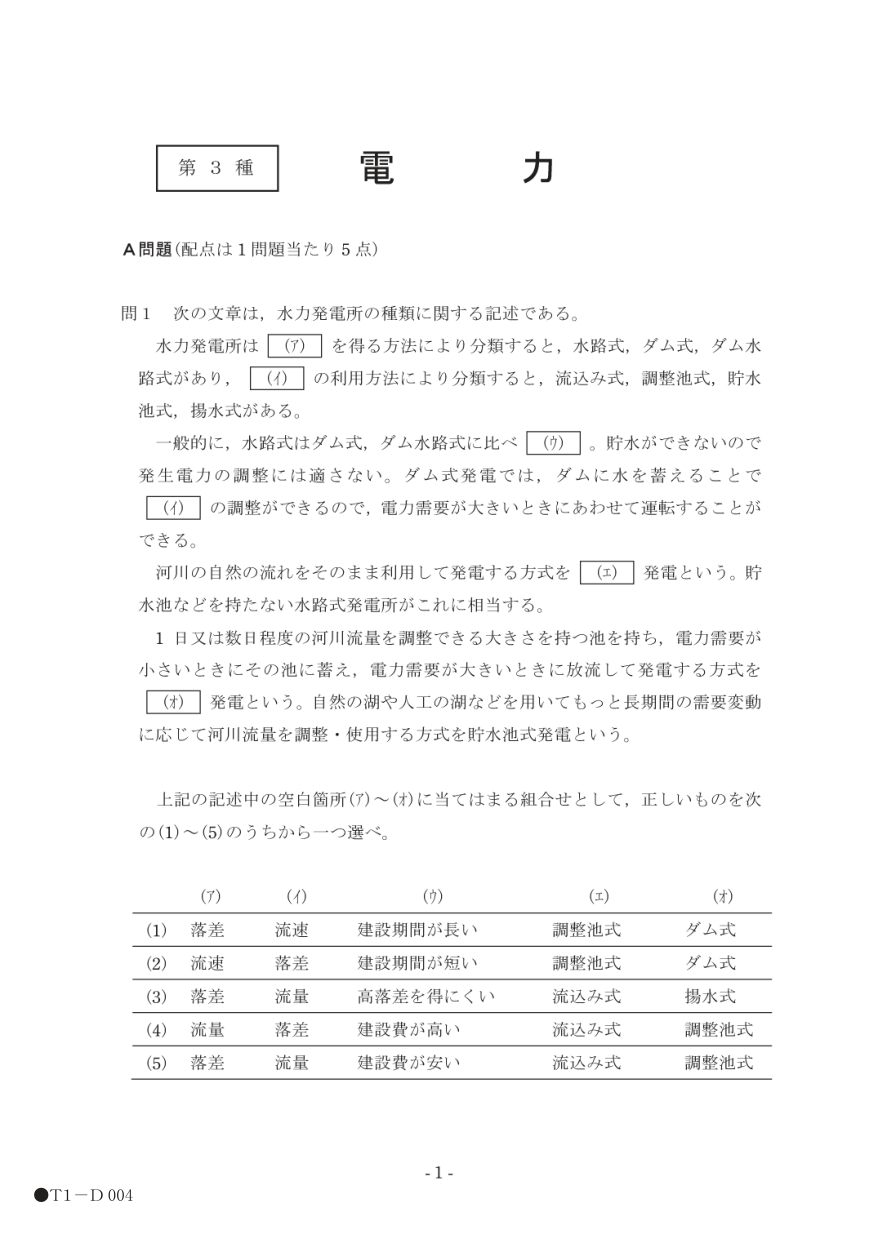 第 3 種
電　力
A問題(配点は1問題当たり5点)
問1　次の文章は，水力発電所の種類に関する記述である。
水力発電所は (ｱ) を得る方法により分類すると，水路式，ダム式，ダム水
路式があり， (ｲ) の利用方法により分類すると，流込み式，調整池式，貯水
池式，揚水式がある。
一般的に，水路式はダム式，ダム水路式に比べ (ｳ) 。貯水ができないので
発生電力の調整には適さない。ダム式発電では，ダムに水を蓄えることで
(ｲ) の調整ができるので，電力需要が大きいときにあわせて運転することが
できる。
河川の自然の流れをそのまま利用して発電する方式を (ｴ) 発電という。貯
水池などを持たない水路式発電所がこれに相当する。
1 日又は数日程度の河川流量を調整できる大きさを持つ池を持ち，電力需要が
小さいときにその池に蓄え，電力需要が大きいときに放流して発電する方式を
(ｵ) 発電という。自然の湖や人工の湖などを用いてもっと長期間の需要変動
に応じて河川流量を調整・使用する方式を貯水池式発電という。
上記の記述中の空白箇所(ｱ)～(ｵ)に当てはまる組合せとして，正しいものを次
の(1)～(5)のうちから一つ選べ。
(ｱ) (ｲ) (ｳ) (ｴ) (ｵ)
(1) 落差 流速 建設期間が長い 調整池式 ダム式
(2) 流速 落差 建設期間が短い 調整池式 ダム式
(3) 落差 流量 高落差を得にくい 流込み式 揚水式
(4) 流量 落差 建設費が高い 流込み式 調整池式
(5) 落差 流量 建設費が安い 流込み式 調整池式
- 1 -
●T1－D 004